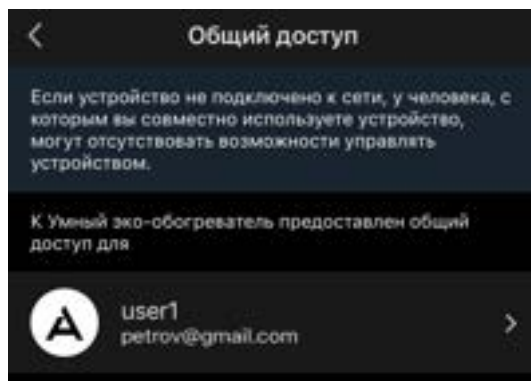 Общий доступ
Если устройство не подключено к сети, у человека, с
которым вы совместно используете устройство,
могут отсутствовать возможности управлять
устройством.
К Умный эко-обогреватель предоставлен общий
доступ для
user1
petrov@gmail.com